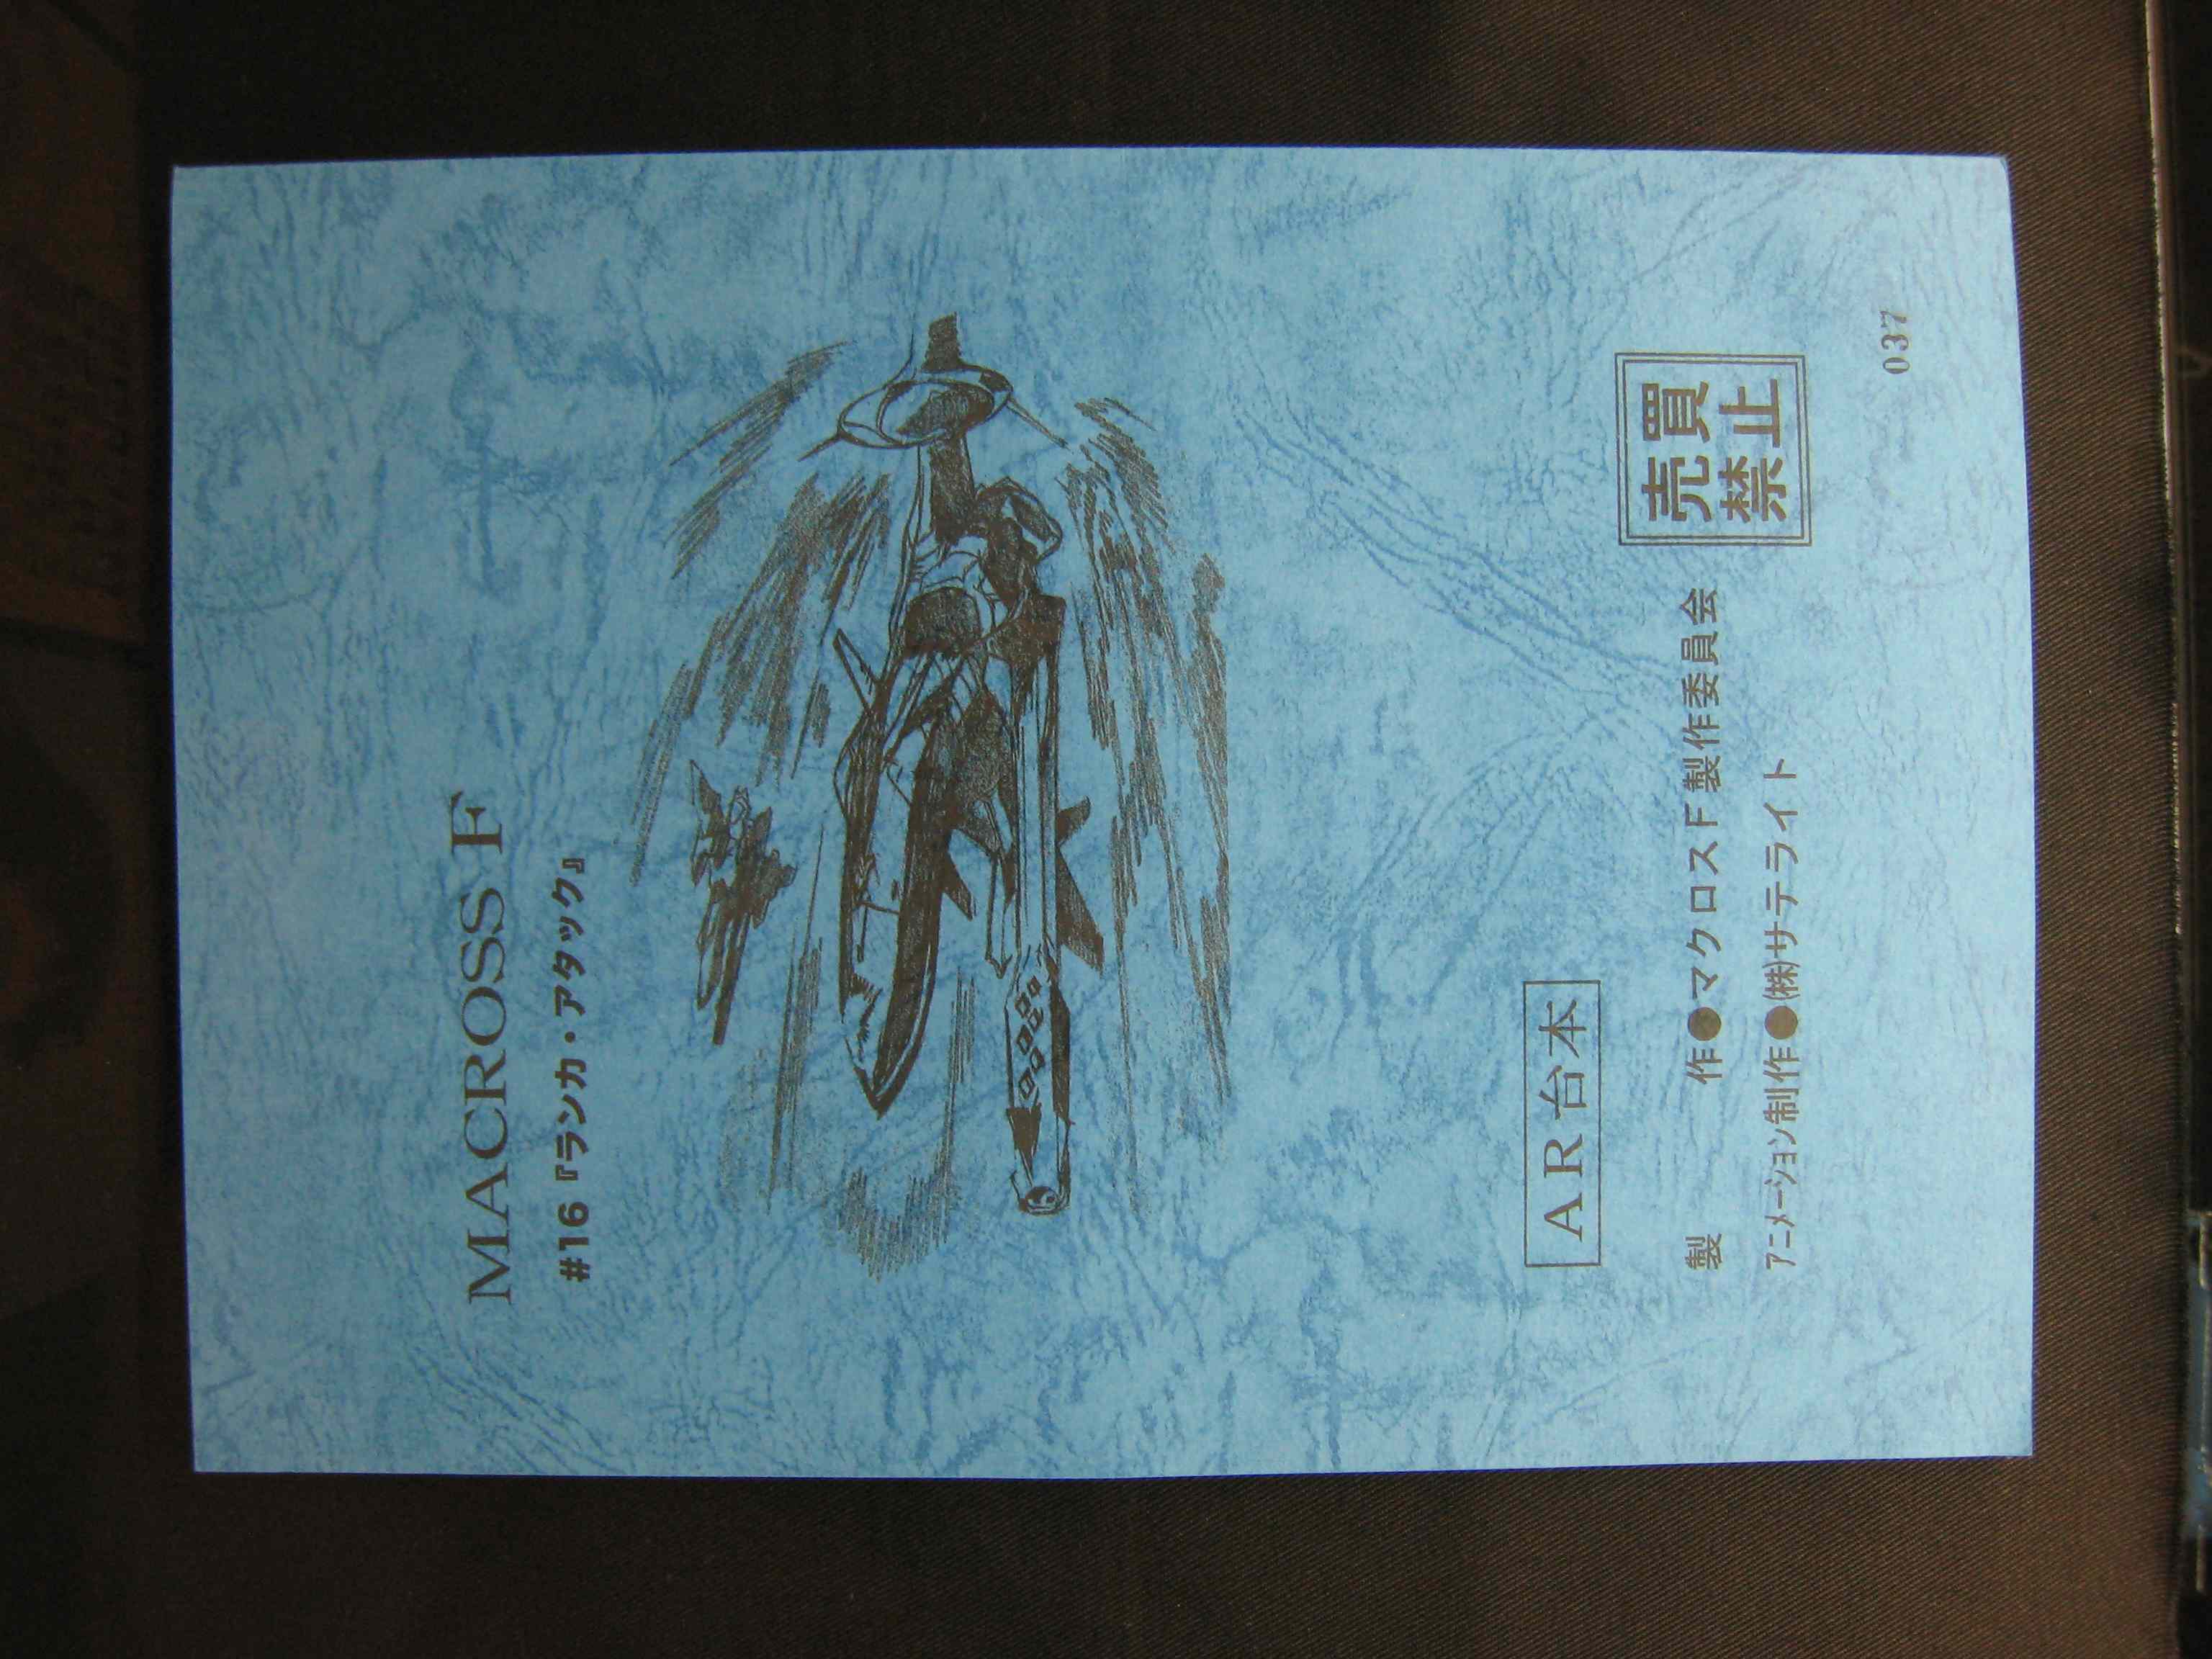 MACROSS F
#16『ランカ・アタック』
AR台本
売買
禁止
製　作●マクロスF製作委員会
アニメーション制作●㈱サテライト
037